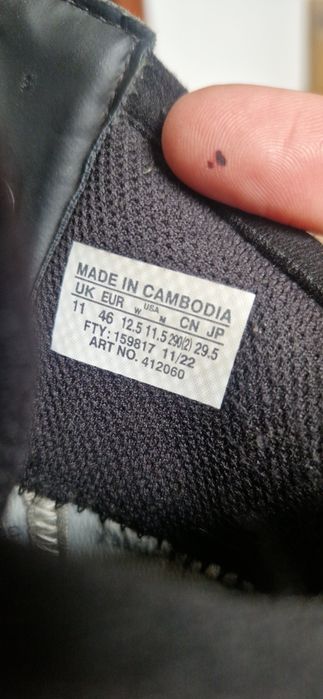 MADE IN CAMBODIA
UK EUR W USA M CN JP
11 46 12.5 11.5 290(2) 29.5
FTY: 159817 11/22
ART NO. 412060